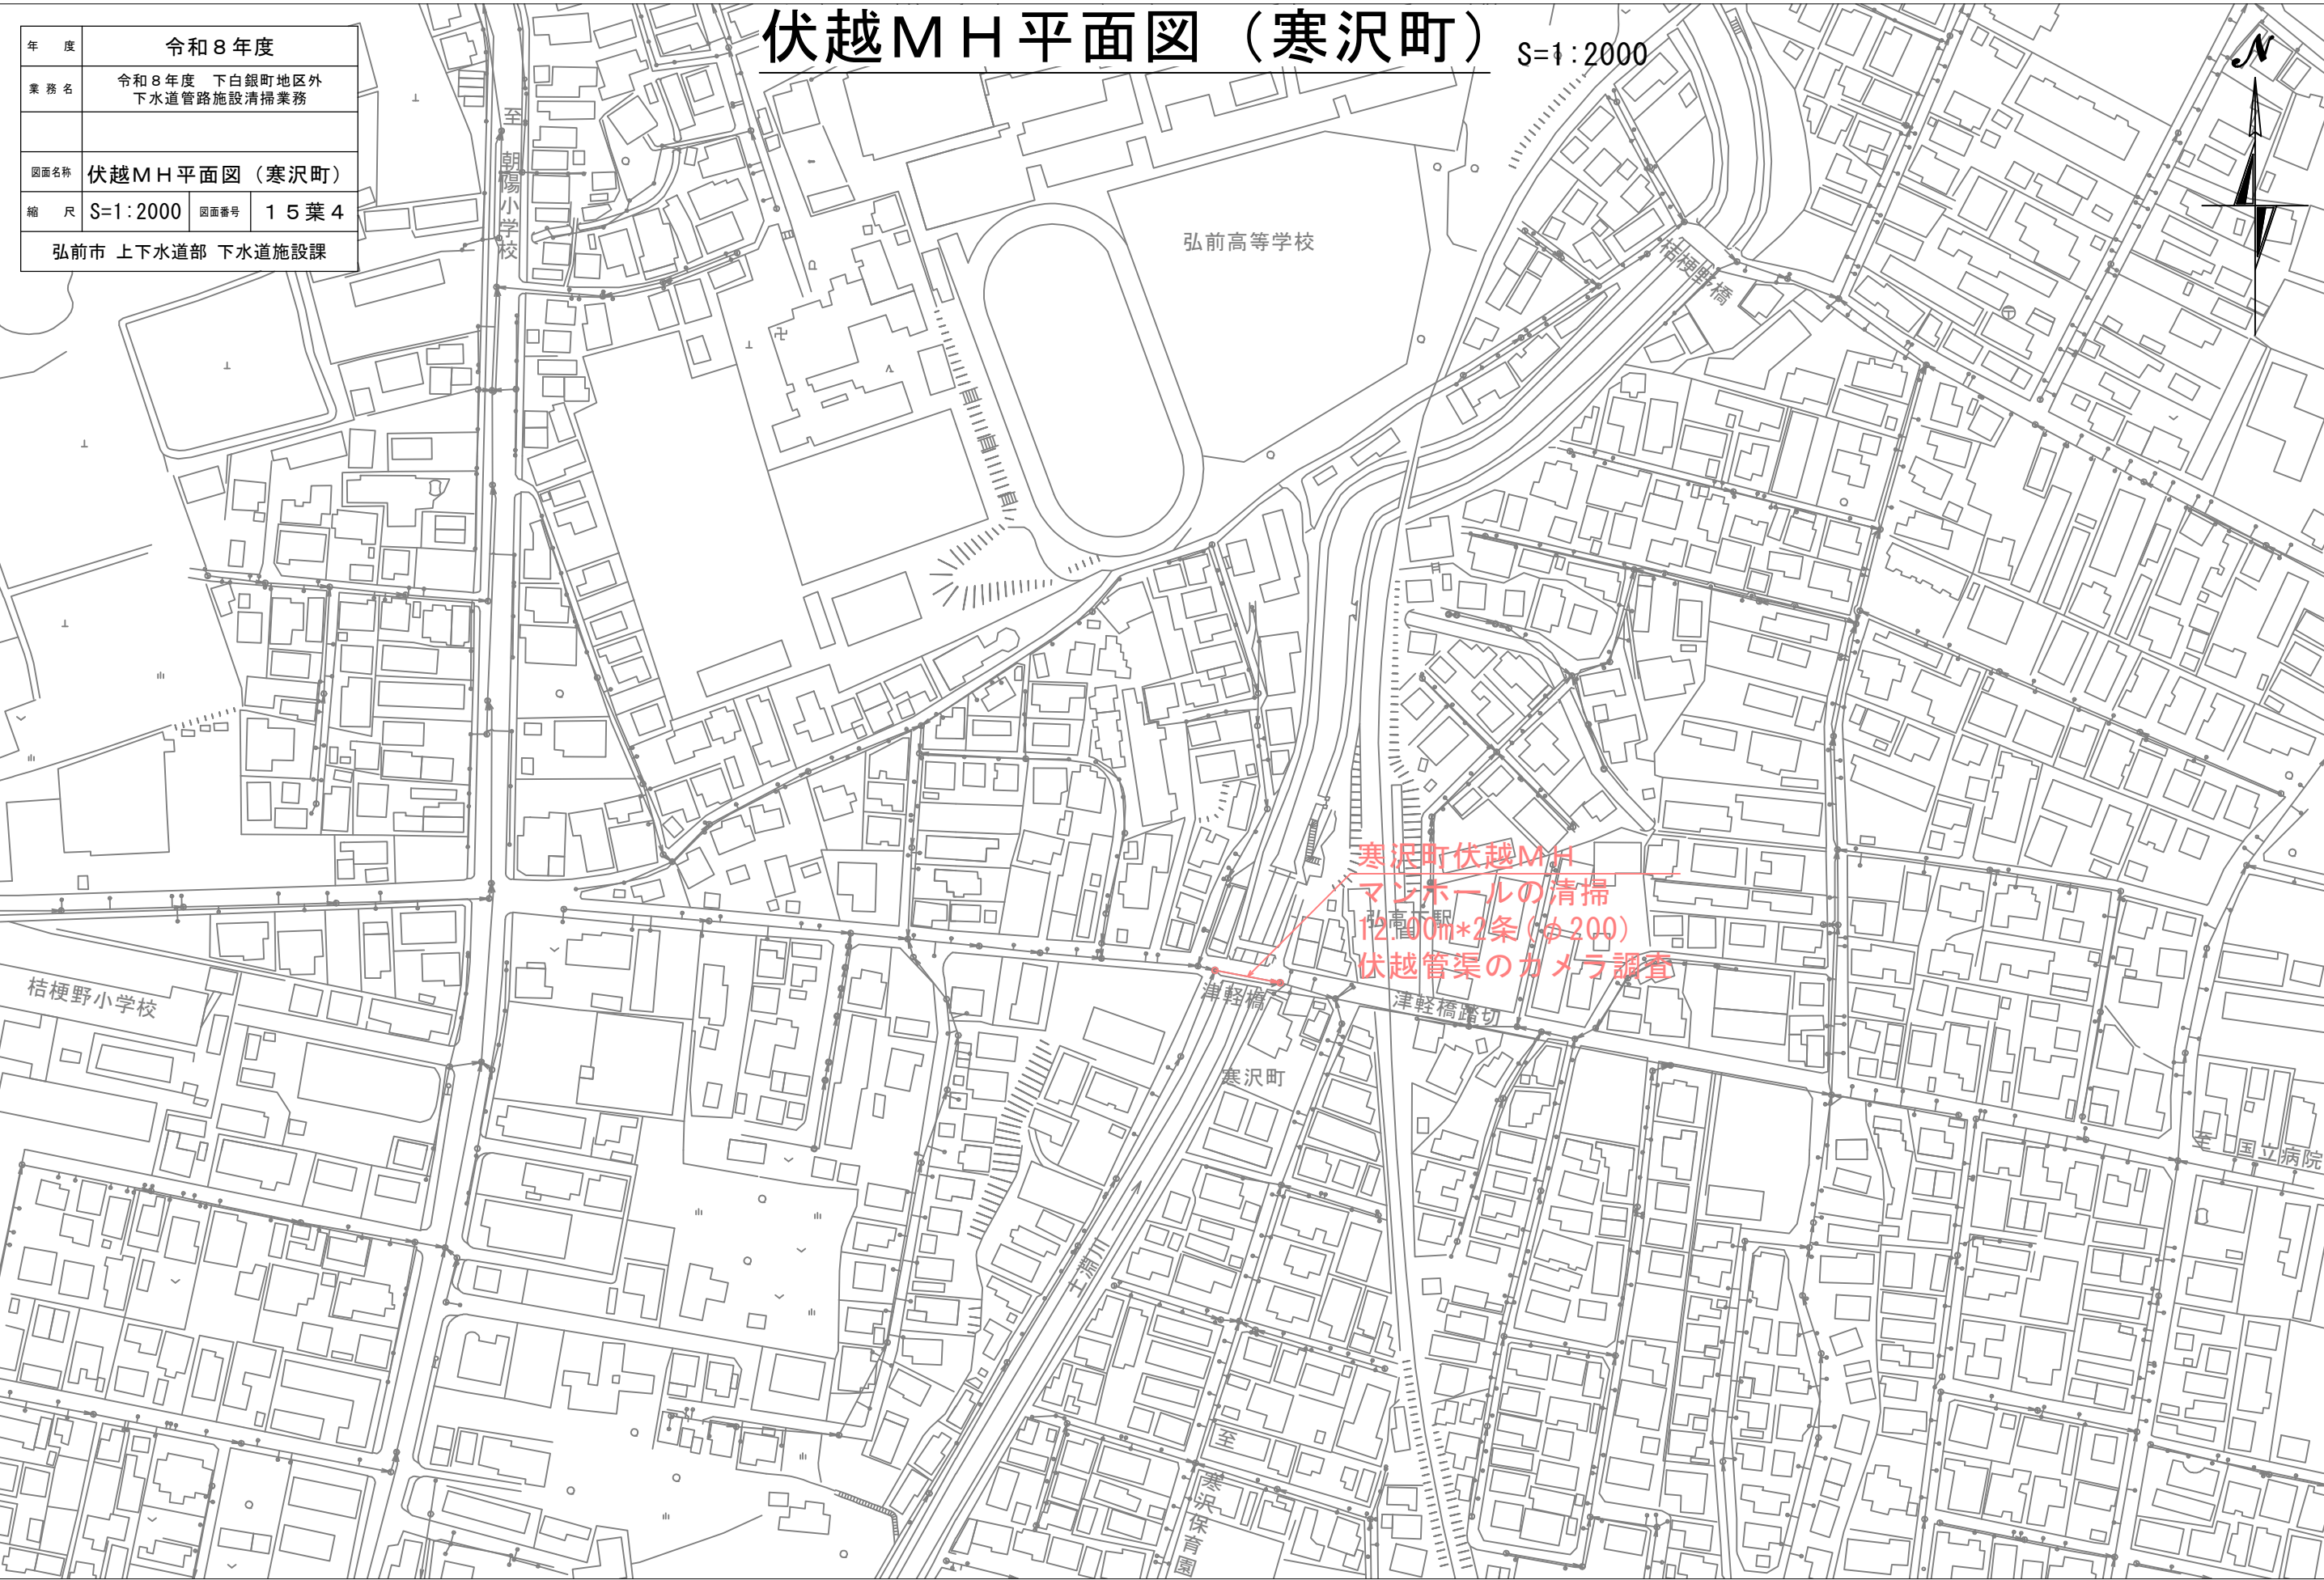 伏越ＭＨ平面図（寒沢町） S=1:2000
年　度　令和８年度
業務名　令和８年度　下白銀町地区外
下水道管路施設清掃業務
図面名称　伏越ＭＨ平面図（寒沢町）
縮　尺　S=1:2000　図面番号　１５葉４
弘前市 上下水道部 下水道施設課
N
至　朝陽小学校
弘前高等学校
桔梗野橋
寒沢町伏越ＭＨ
マンホールの清掃
12.00m*2条(φ200)
伏越管渠のカメラ調査
弘高下駅
桔梗野小学校
津軽橋
津軽橋踏切
寒沢町
至　国立病院
至　寒沢保育園